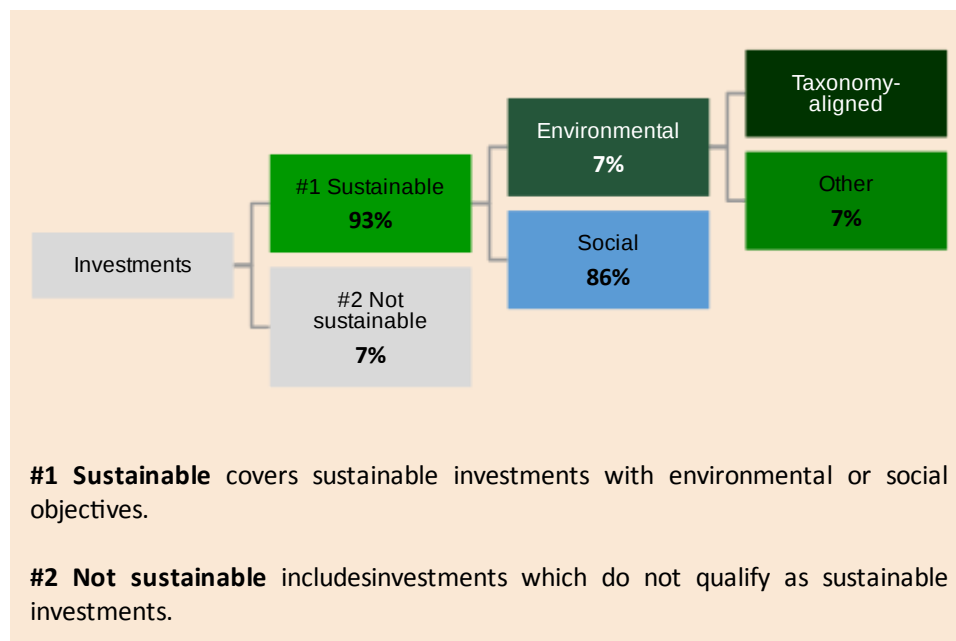 Taxonomy-
aligned
Environmental
7%
#1 Sustainable
93%
Other
7%
Social
86%
Investments
#2 Not
sustainable
7%
#1 Sustainable covers sustainable investments with environmental or social
objectives.
#2 Not sustainable includesinvestments which do not qualify as sustainable
investments.